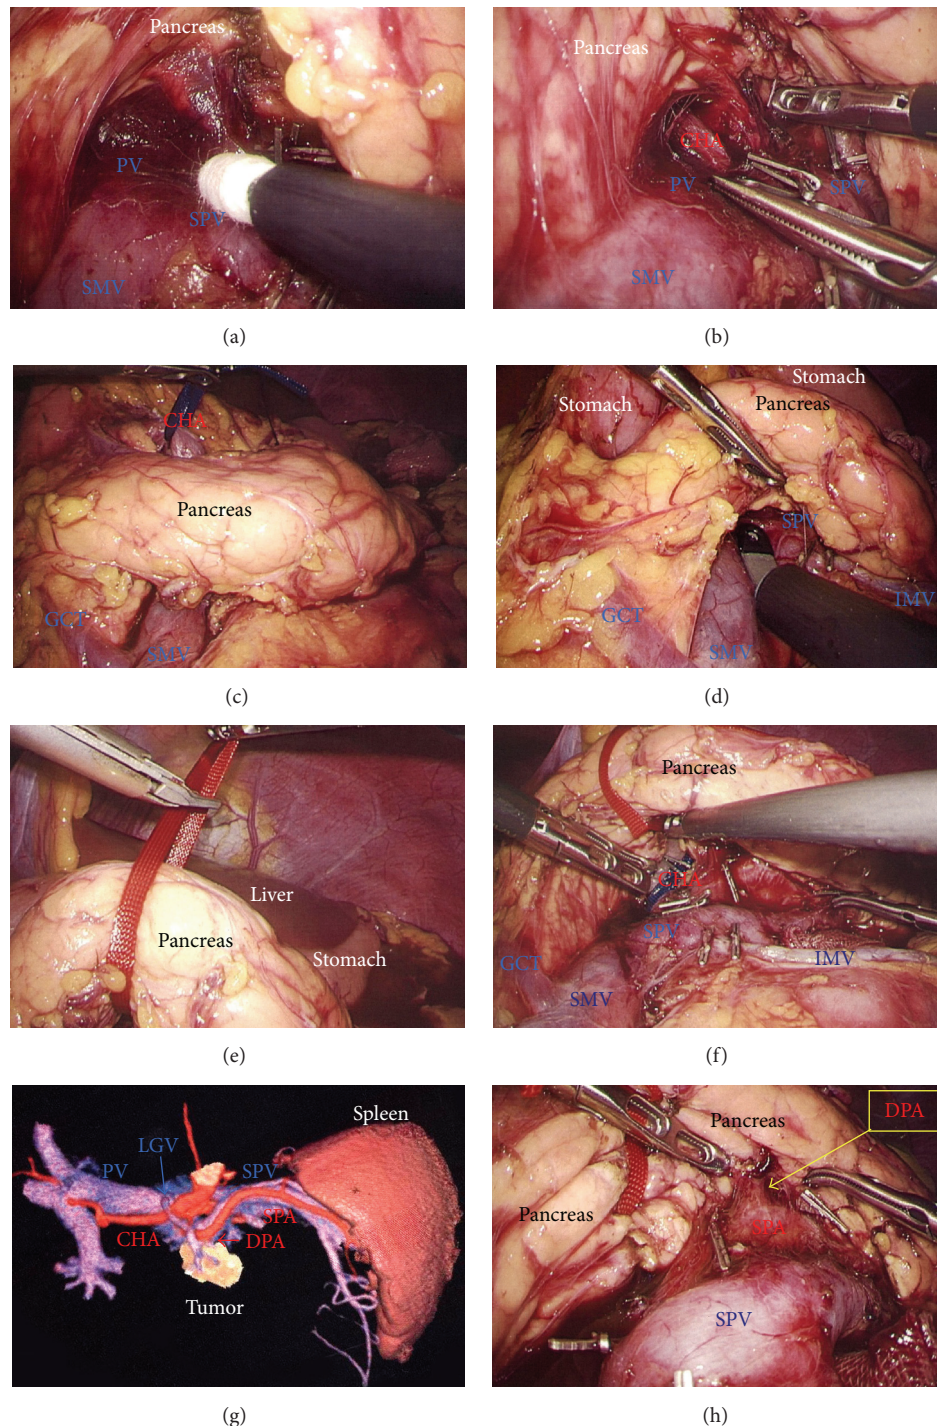 Pancreas
PV
SPV
SMV
(a)
Pancreas
CHA
PV
SPV
SMV
(b)
CHA
Pancreas
GCT
SMV
(c)
Stomach
Stomach
Pancreas
SPV
IMV
GCT
SMV
(d)
Liver
Pancreas
Stomach
(e)
Pancreas
CHA
SPV
GCT
IMV
SMV
(f)
Spleen
LGV
PV
SPV
SPA
CHA
DPA
Tumor
(g)
DPA
Pancreas
Pancreas
SPA
SPV
(h)